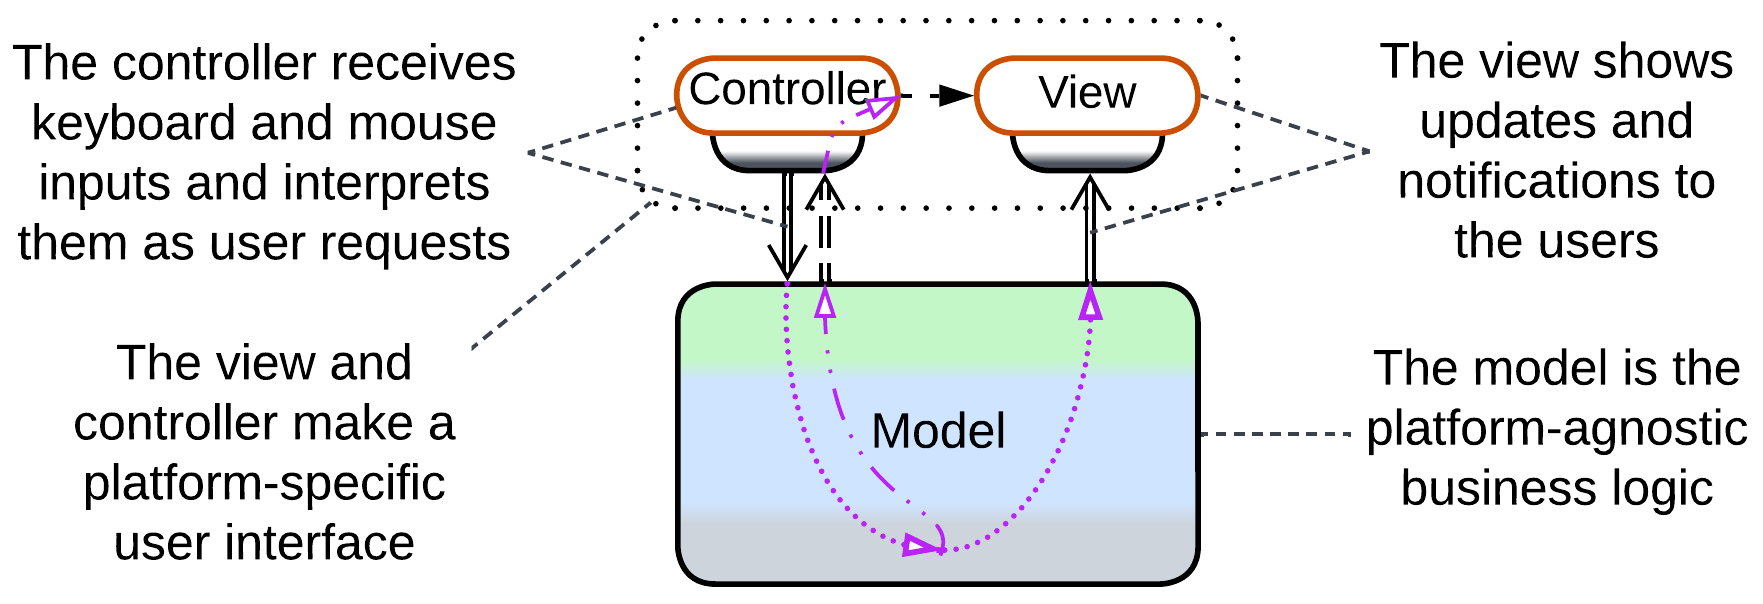 The controller receives
keyboard and mouse
inputs and interprets
them as user requests
Controller
View
The view shows
updates and
notifications to
the users
The view and
controller make a
platform-specific
user interface
Model
The model is the
platform-agnostic
business logic